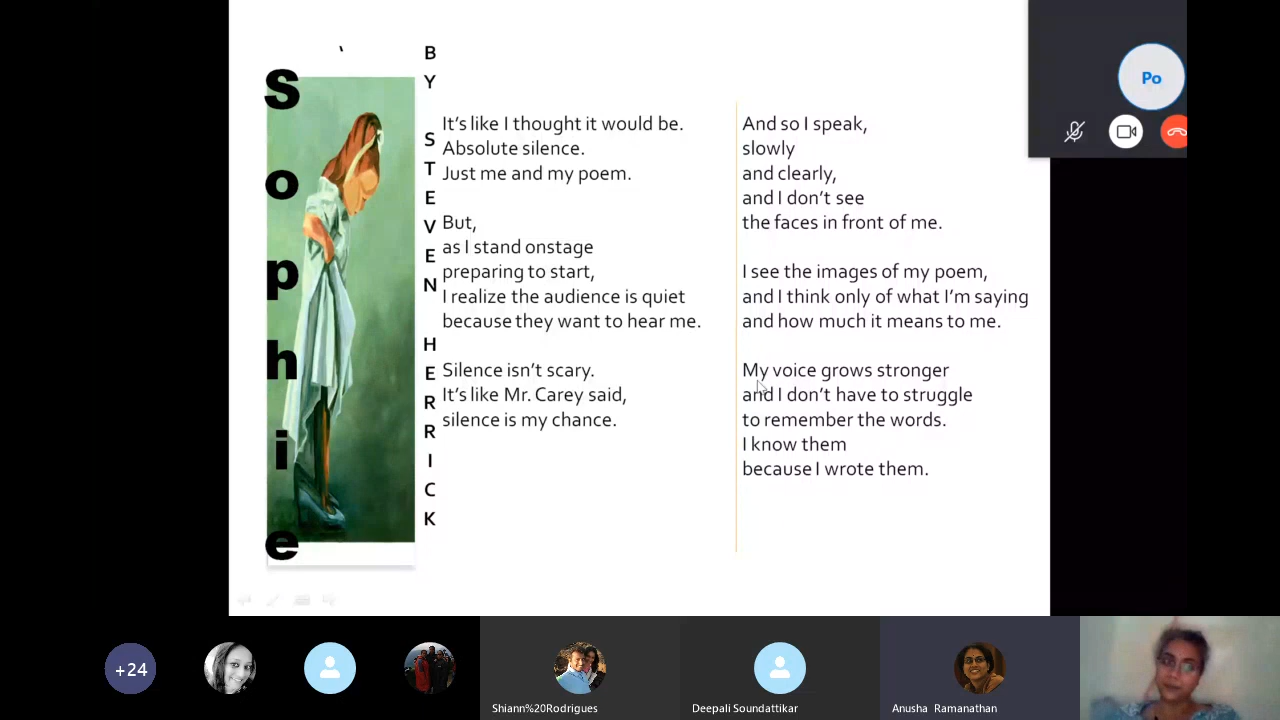 Sophie
BY STEVEN HERRICK
It's like I thought it would be.
Absolute silence.
Just me and my poem.
But,
as I stand onstage
preparing to start,
I realize the audience is quiet
because they want to hear me.
Silence isn't scary.
It's like Mr. Carey said,
silence is my chance.
And so I speak,
slowly
and clearly,
and I don't see
the faces in front of me.
I see the images of my poem,
and I think only of what I'm saying
and how much it means to me.
My voice grows stronger
and I don't have to struggle
to remember the words.
I know them
because I wrote them.
Po
+24
Shiann%20Rodrigues
Deepali Soundattikar
Anusha Ramanathan